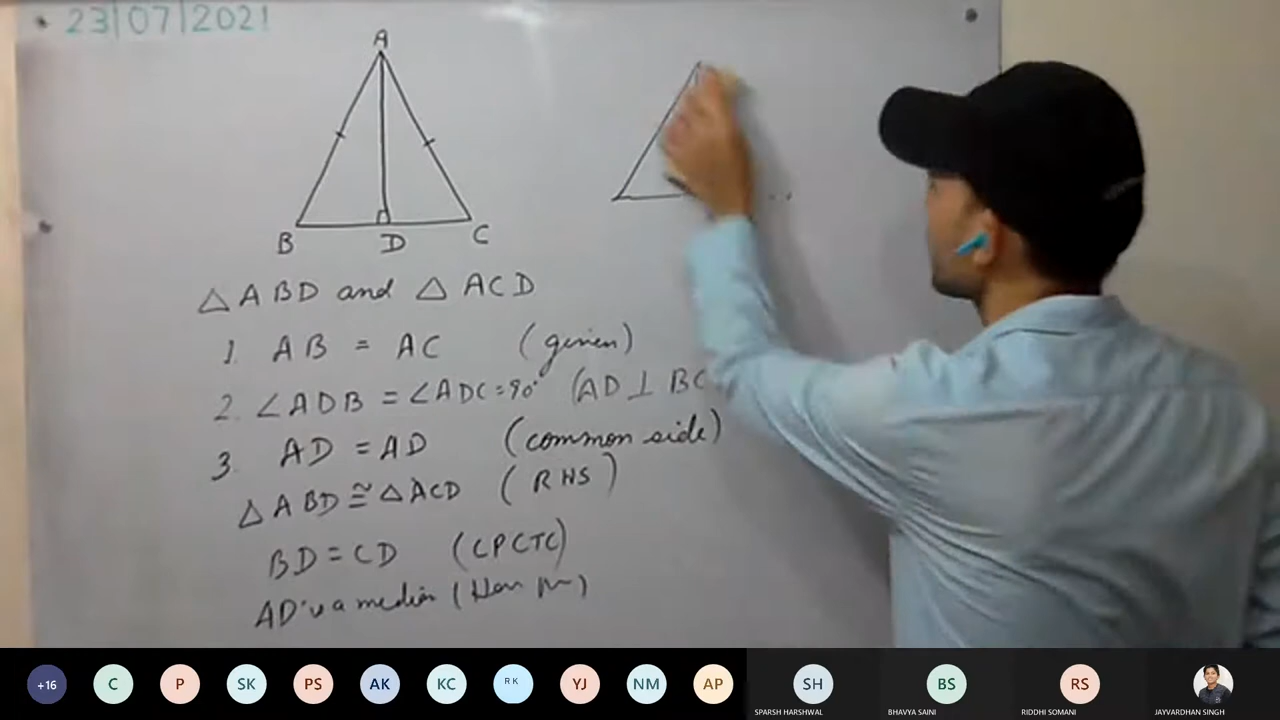 23/07/2021
A
B D C
△ ABD and △ ACD
1. AB = AC (given)
2. ∠ADB = ∠ADC = 90° (AD ⊥ BC
3. AD = AD (common side)
△ ABD ≅ △ ACD (RHS)
BD = CD (CPCTC)
AD is a median
+16 C P SK PS AK KC RK YJ NM AP SH BS RS
SPARSH HARSHWAL BHAVYA SAINI RIDDHI SOMANI JAYVARDHAN SINGH